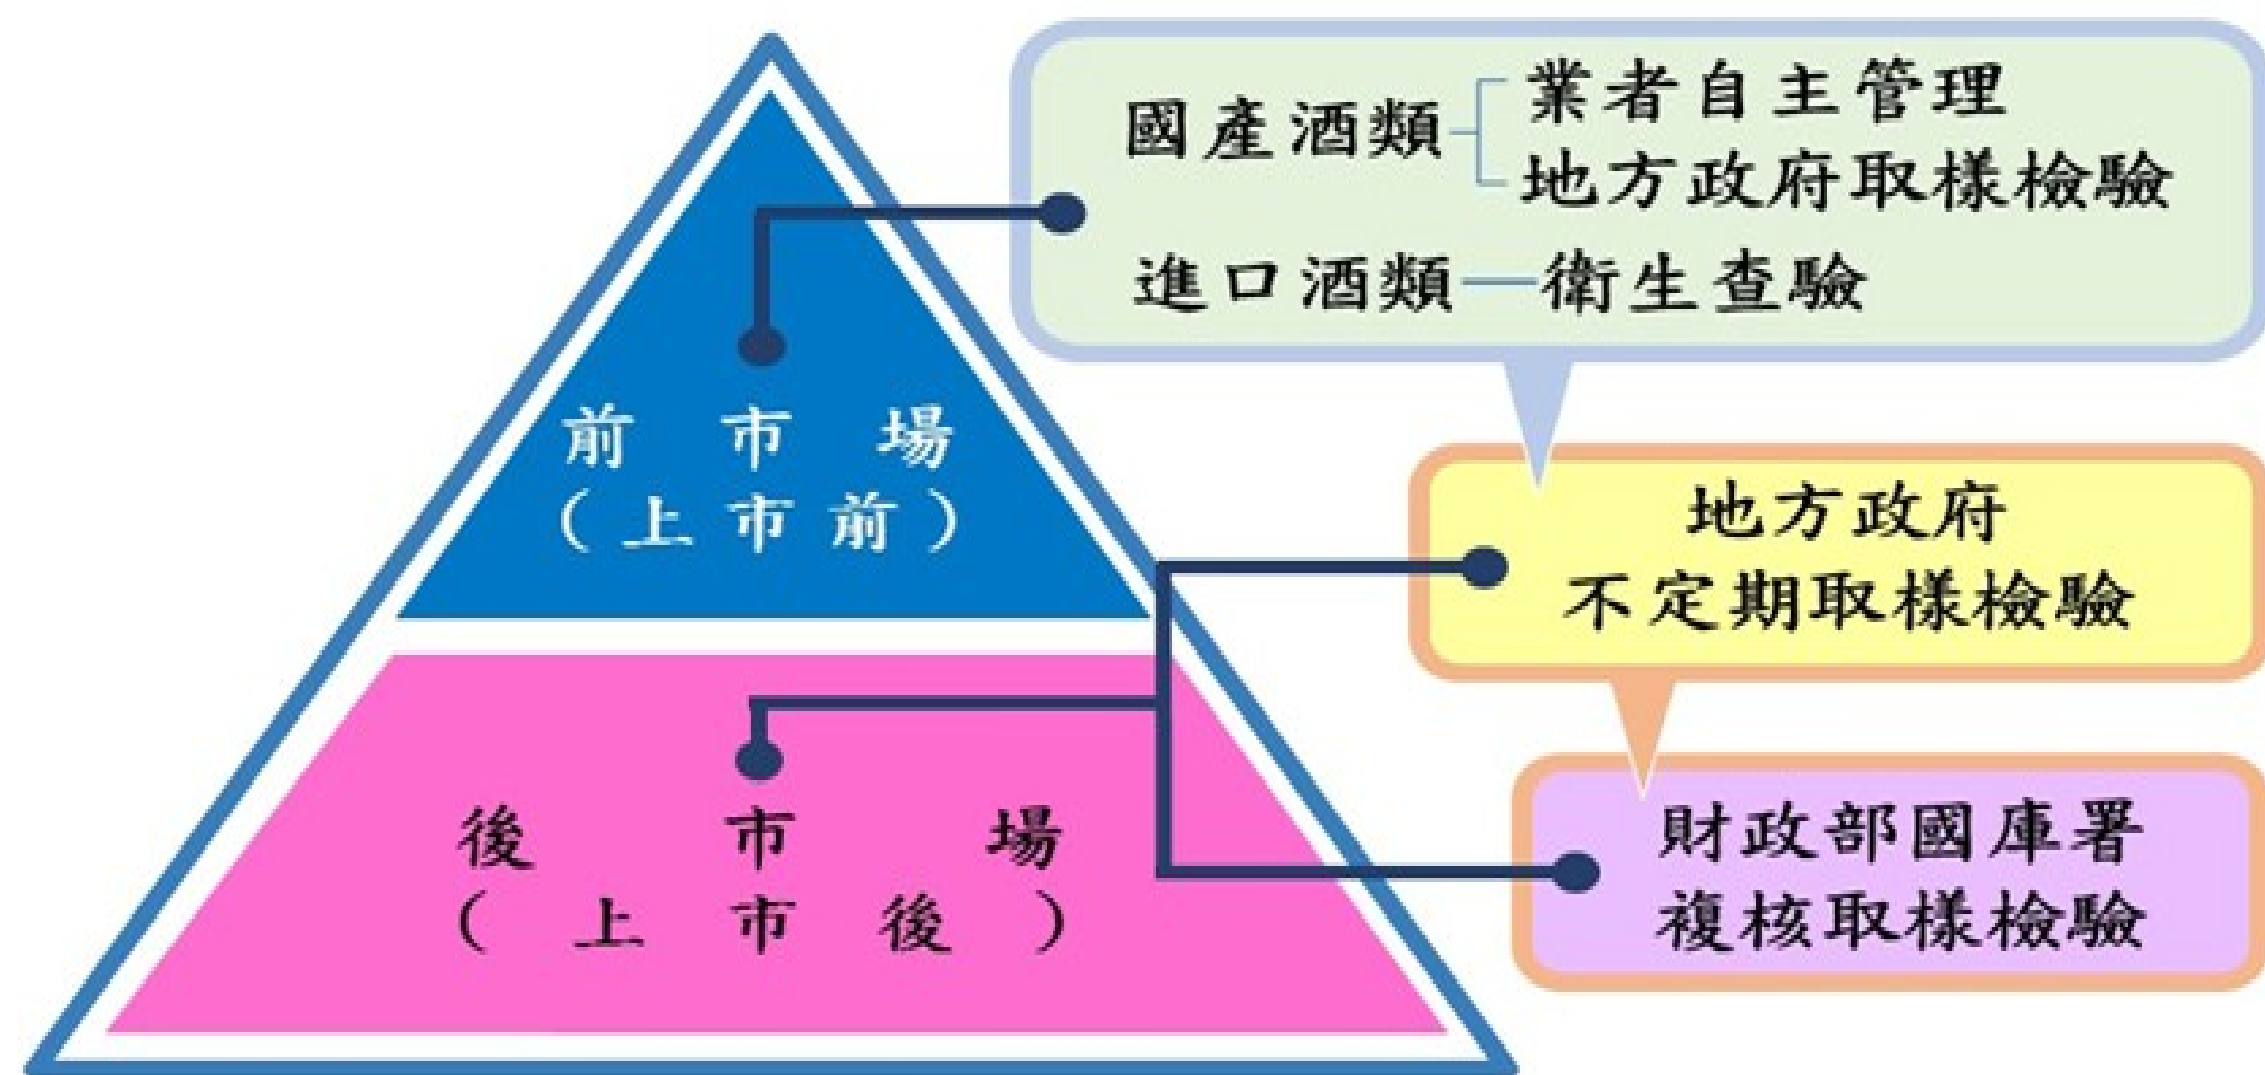 國產酒類
業者自主管理
地方政府取樣檢驗
進口酒類
衛生查驗
前市場
（上市前）
地方政府
不定期取樣檢驗
後市場
（上市後）
財政部國庫署
複核取樣檢驗